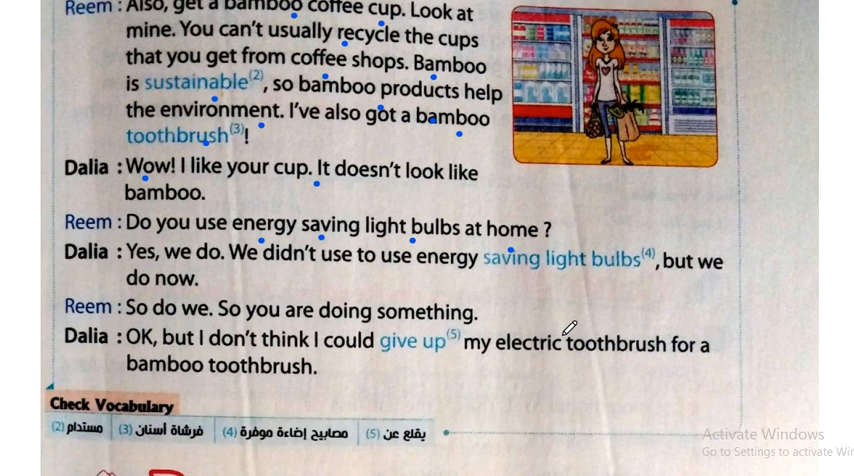 Reem : Also, get a bamboo coffee cup. Look at
mine. You can't usually recycle the cups
that you get from coffee shops. Bamboo
is sustainable(2), so bamboo products help
the environment. I've also got a bamboo
toothbrush(3)!
Dalia : Wow! I like your cup. It doesn't look like
bamboo.
Reem : Do you use energy saving light bulbs at home ?
Dalia : Yes, we do. We didn't use to use energy saving light bulbs(4), but we
do now.
Reem : So do we. So you are doing something.
Dalia : OK, but I don't think I could give up(5) my electric toothbrush for a
bamboo toothbrush.
Check Vocabulary
(2) مستدام (3) فرشاة أسنان (4) مصابيح إضاءة موفرة (5) يقلع عن
Activate Windows
Go to Settings to activate Wir